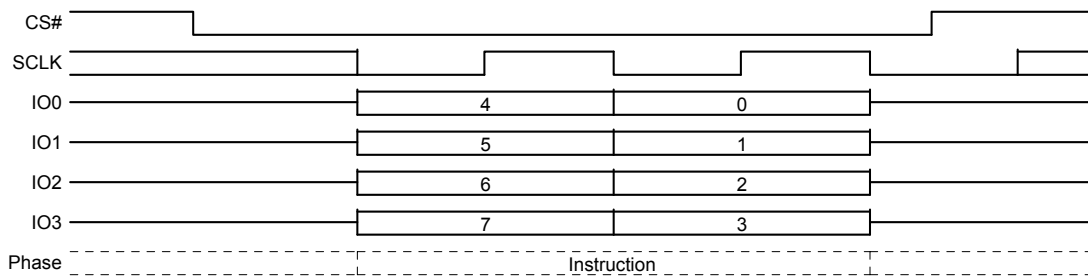 CS#
SCLK
IO0 4 0
IO1 5 1
IO2 6 2
IO3 7 3
Phase Instruction